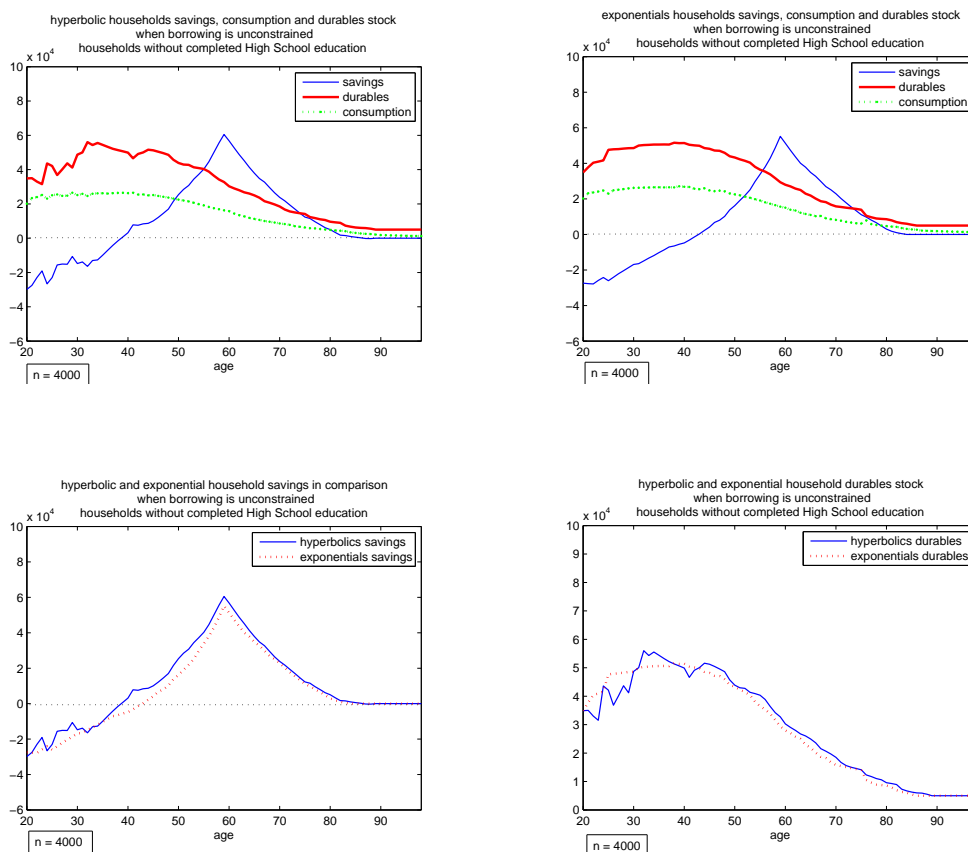 hyperbolic households savings, consumption and durables stock
when borrowing is unconstrained
households without completed High School education
x 10^4
10
8
6
4
2
0
−2
−4
−6
savings
durables
consumption
20 30 40 50 60 70 80 90
age
n = 4000
exponentials households savings, consumption and durables stock
when borrowing is unconstrained
households without completed High School education
x 10^4
10
8
6
4
2
0
−2
−4
−6
savings
durables
consumption
20 30 40 50 60 70 80 90
age
n = 4000
hyperbolic and exponential household savings in comparison
when borrowing is unconstrained
households without completed High School education
x 10^4
10
8
6
4
2
0
−2
−4
−6
hyperbolics savings
exponentials savings
20 30 40 50 60 70 80 90
age
n = 4000
hyperbolic and exponential household durables stock
when borrowing is unconstrained
households without completed High School education
x 10^4
10
9
8
7
6
5
4
3
2
1
0
hyperbolics durables
exponentials durables
20 30 40 50 60 70 80 90
age
n = 4000